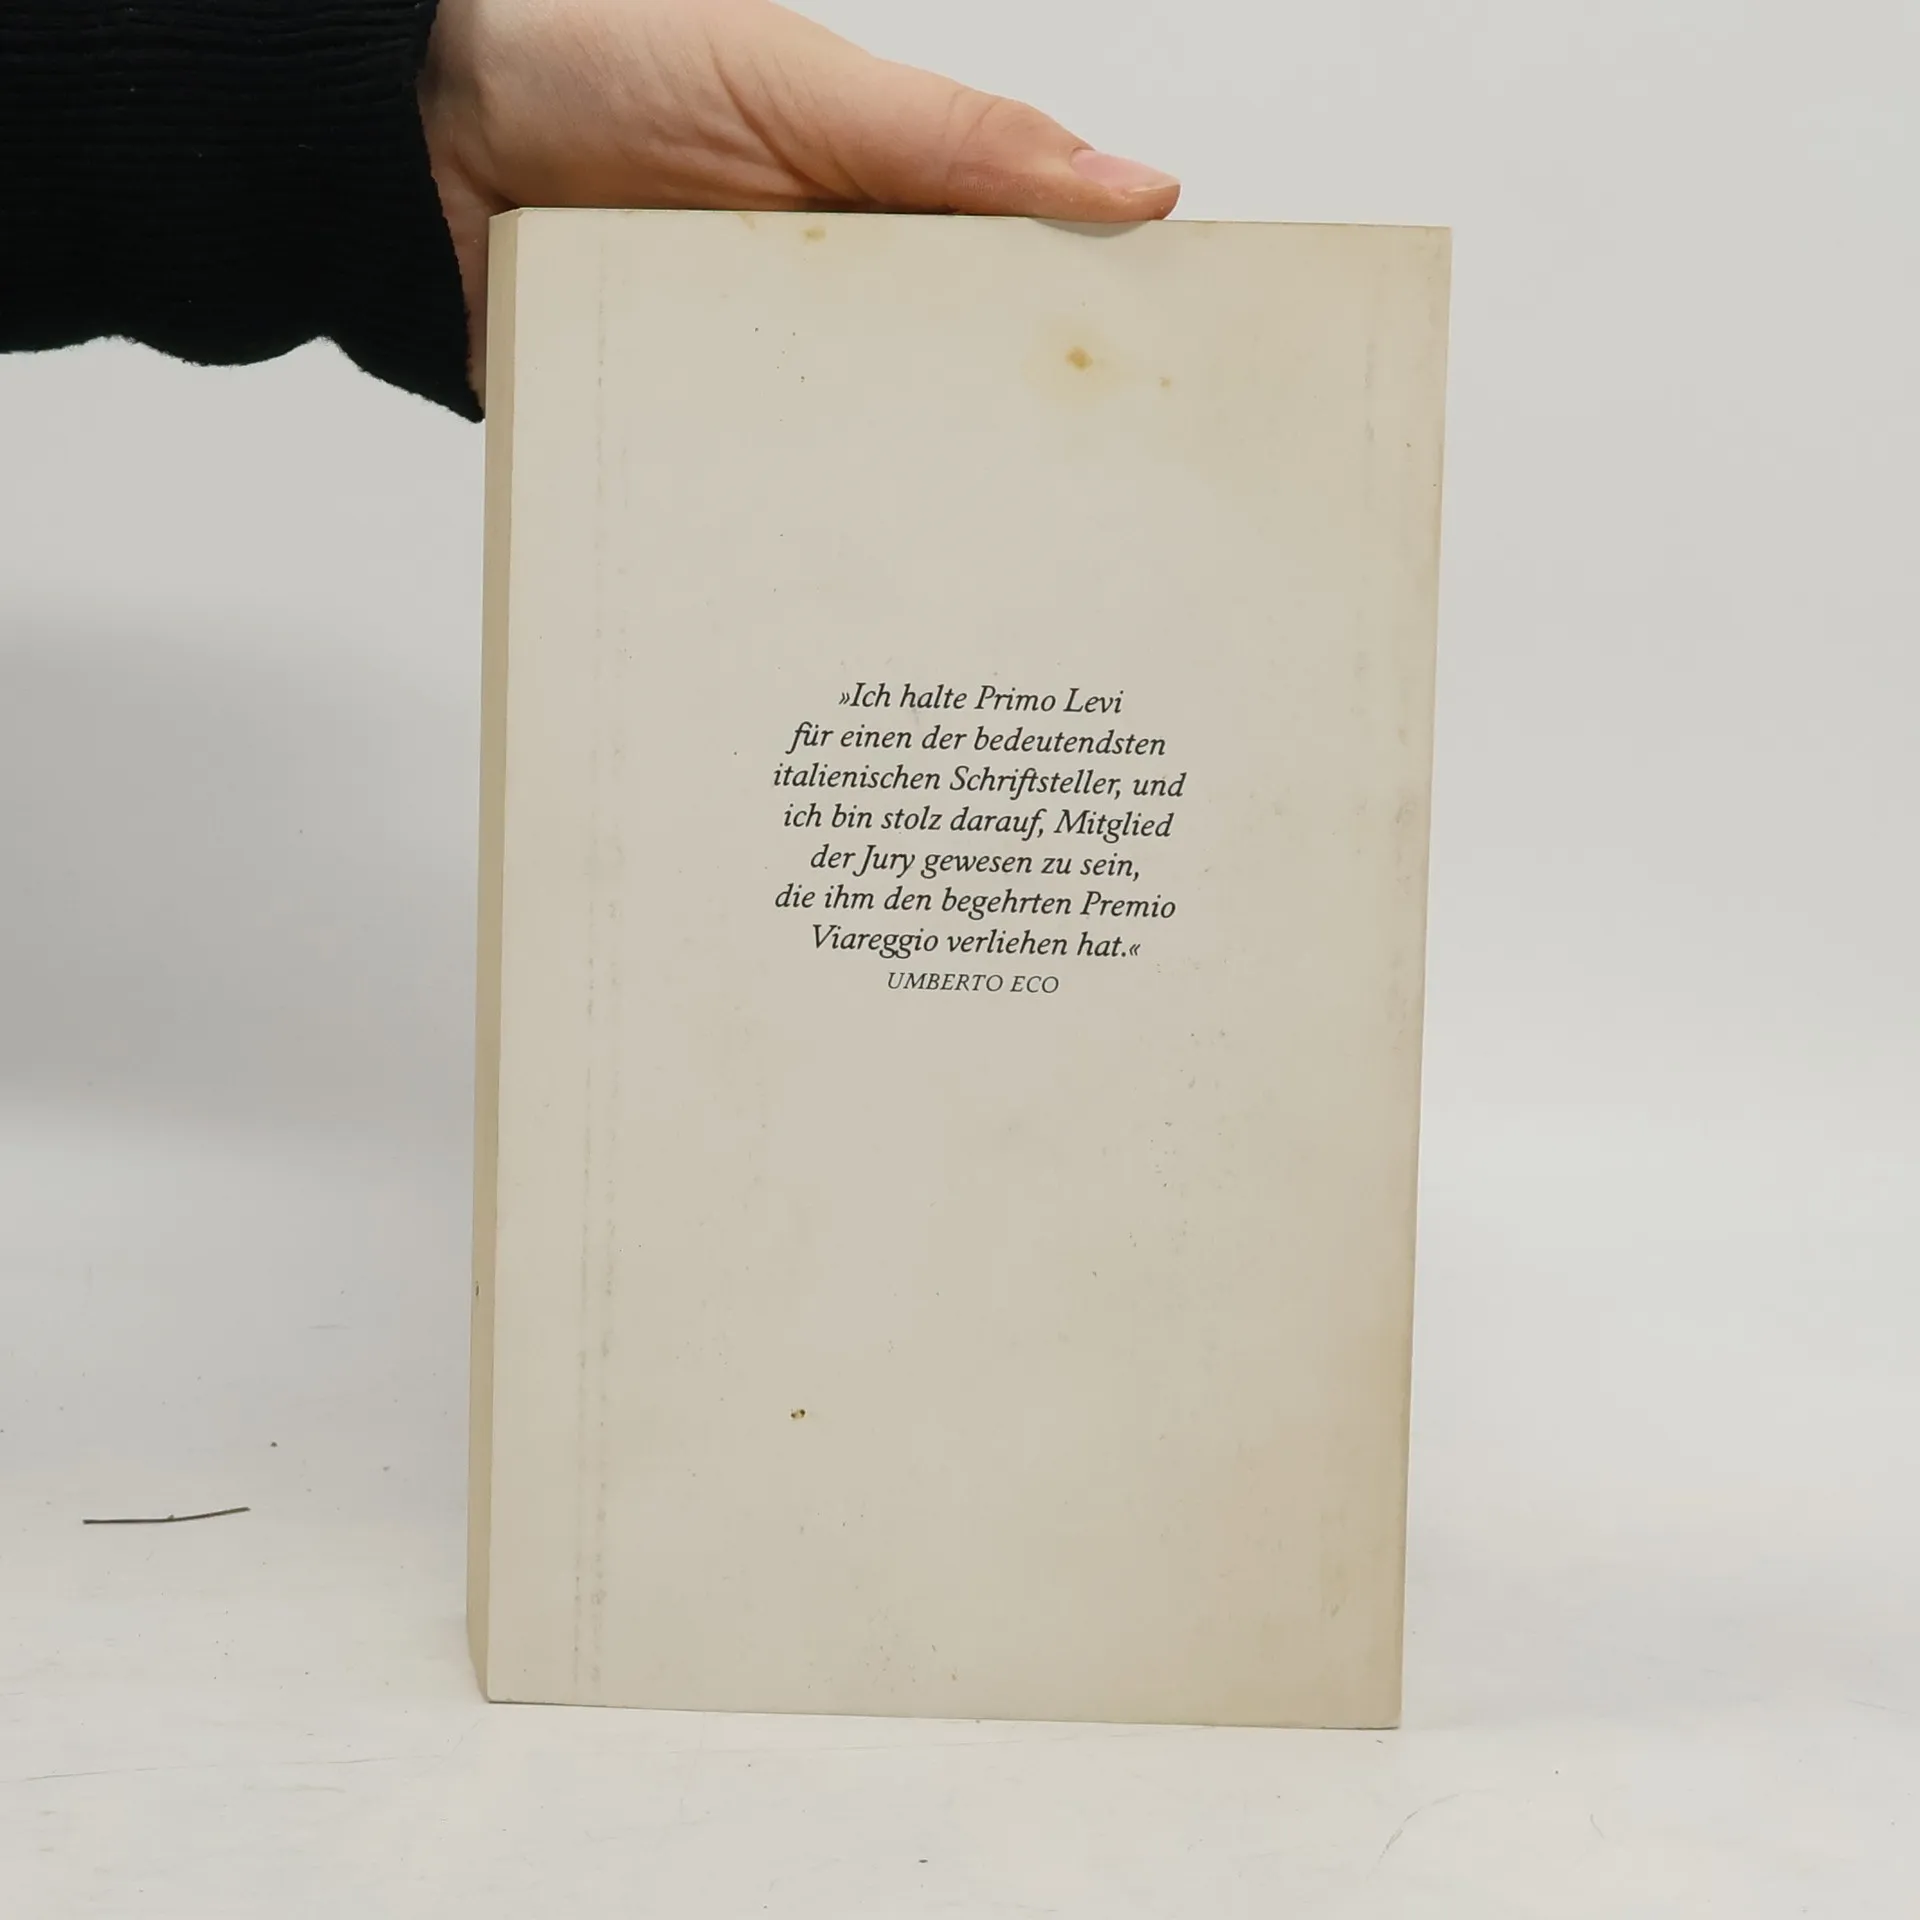 »Ich halte Primo Levi
für einen der bedeutendsten
italienischen Schriftsteller, und
ich bin stolz darauf, Mitglied
der Jury gewesen zu sein,
die ihm den begehrten Premio
Viareggio verliehen hat.«
UMBERTO ECO